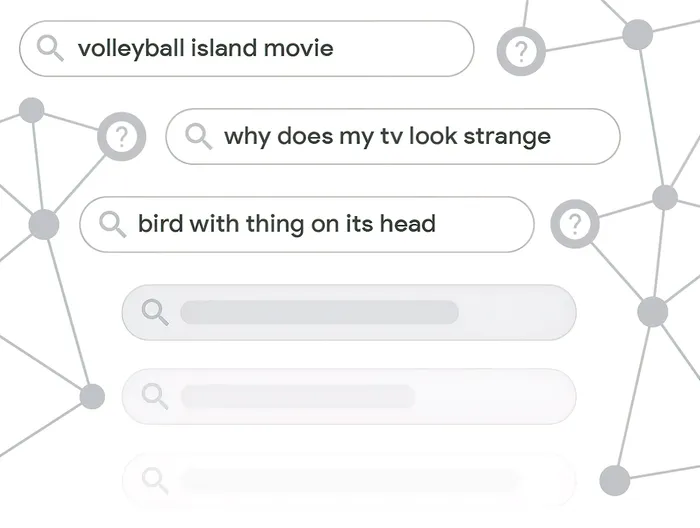 volleyball island movie
?
?
why does my tv look strange
bird with thing on its head
?